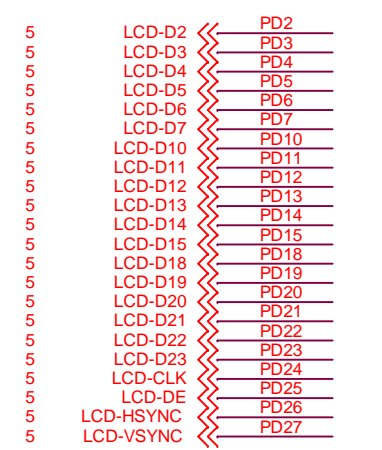 5 LCD-D2 PD2
5 LCD-D3 PD3
5 LCD-D4 PD4
5 LCD-D5 PD5
5 LCD-D6 PD6
5 LCD-D7 PD7
5 LCD-D10 PD10
5 LCD-D11 PD11
5 LCD-D12 PD12
5 LCD-D13 PD13
5 LCD-D14 PD14
5 LCD-D15 PD15
5 LCD-D18 PD18
5 LCD-D19 PD19
5 LCD-D20 PD20
5 LCD-D21 PD21
5 LCD-D22 PD22
5 LCD-D23 PD23
5 LCD-CLK PD24
5 LCD-DE PD25
5 LCD-HSYNC PD26
5 LCD-VSYNC PD27